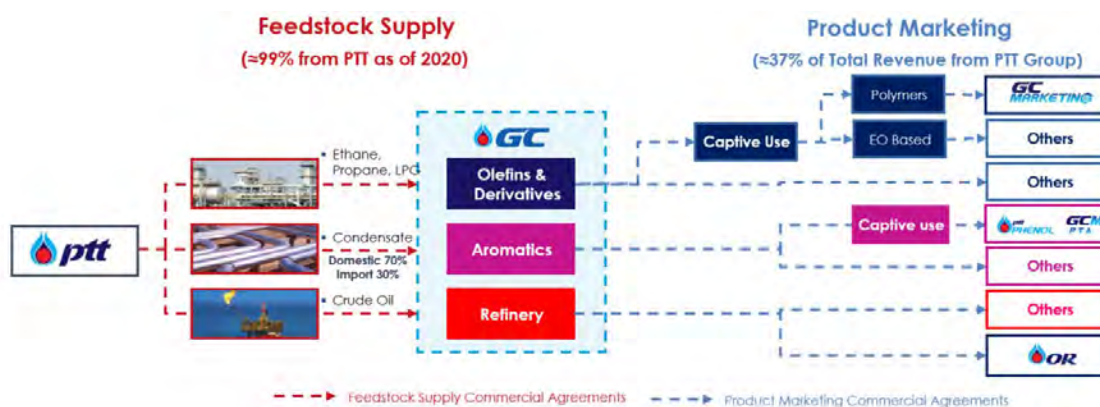 Feedstock Supply
(≈99% from PTT as of 2020)
Product Marketing
(≈37% of Total Revenue from PTT Group)
ptt
• Ethane,
Propane, LPG
• Condensate
Domestic 70%
Import 30%
• Crude Oil
GC
Olefins &
Derivatives
Aromatics
Refinery
Captive Use
Polymers
EO Based
GC
MARKETING
Others
Others
Captive use
ptt
PHENOL
GCM
PTA
Others
Others
OR
Feedstock Supply Commercial Agreements
Product Marketing Commercial Agreements